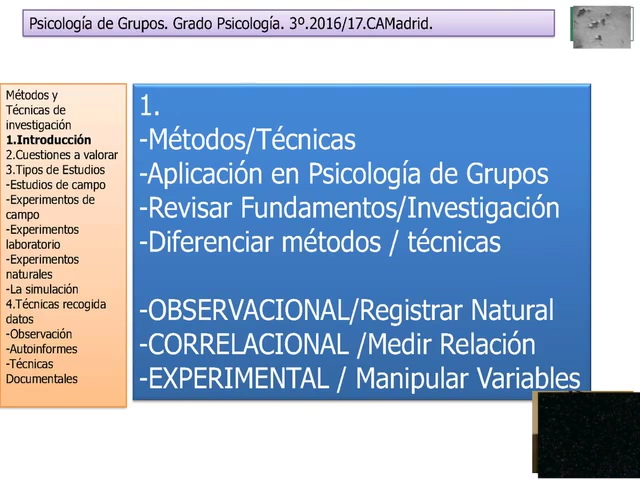 Psicología de Grupos. Grado Psicología. 3º.2016/17.CAMadrid.
Métodos y
Técnicas de
investigación
1.Introducción
2.Cuestiones a valorar
3.Tipos de Estudios
-Estudios de campo
-Experimentos de
campo
-Experimentos
laboratorio
-Experimentos
naturales
-La simulación
4.Técnicas recogida
datos
-Observación
-Autoinformes
-Técnicas
Documentales
1.
-Métodos/Técnicas
-Aplicación en Psicología de Grupos
-Revisar Fundamentos/Investigación
-Diferenciar métodos / técnicas
-OBSERVACIONAL/Registrar Natural
-CORRELACIONAL /Medir Relación
-EXPERIMENTAL / Manipular Variables